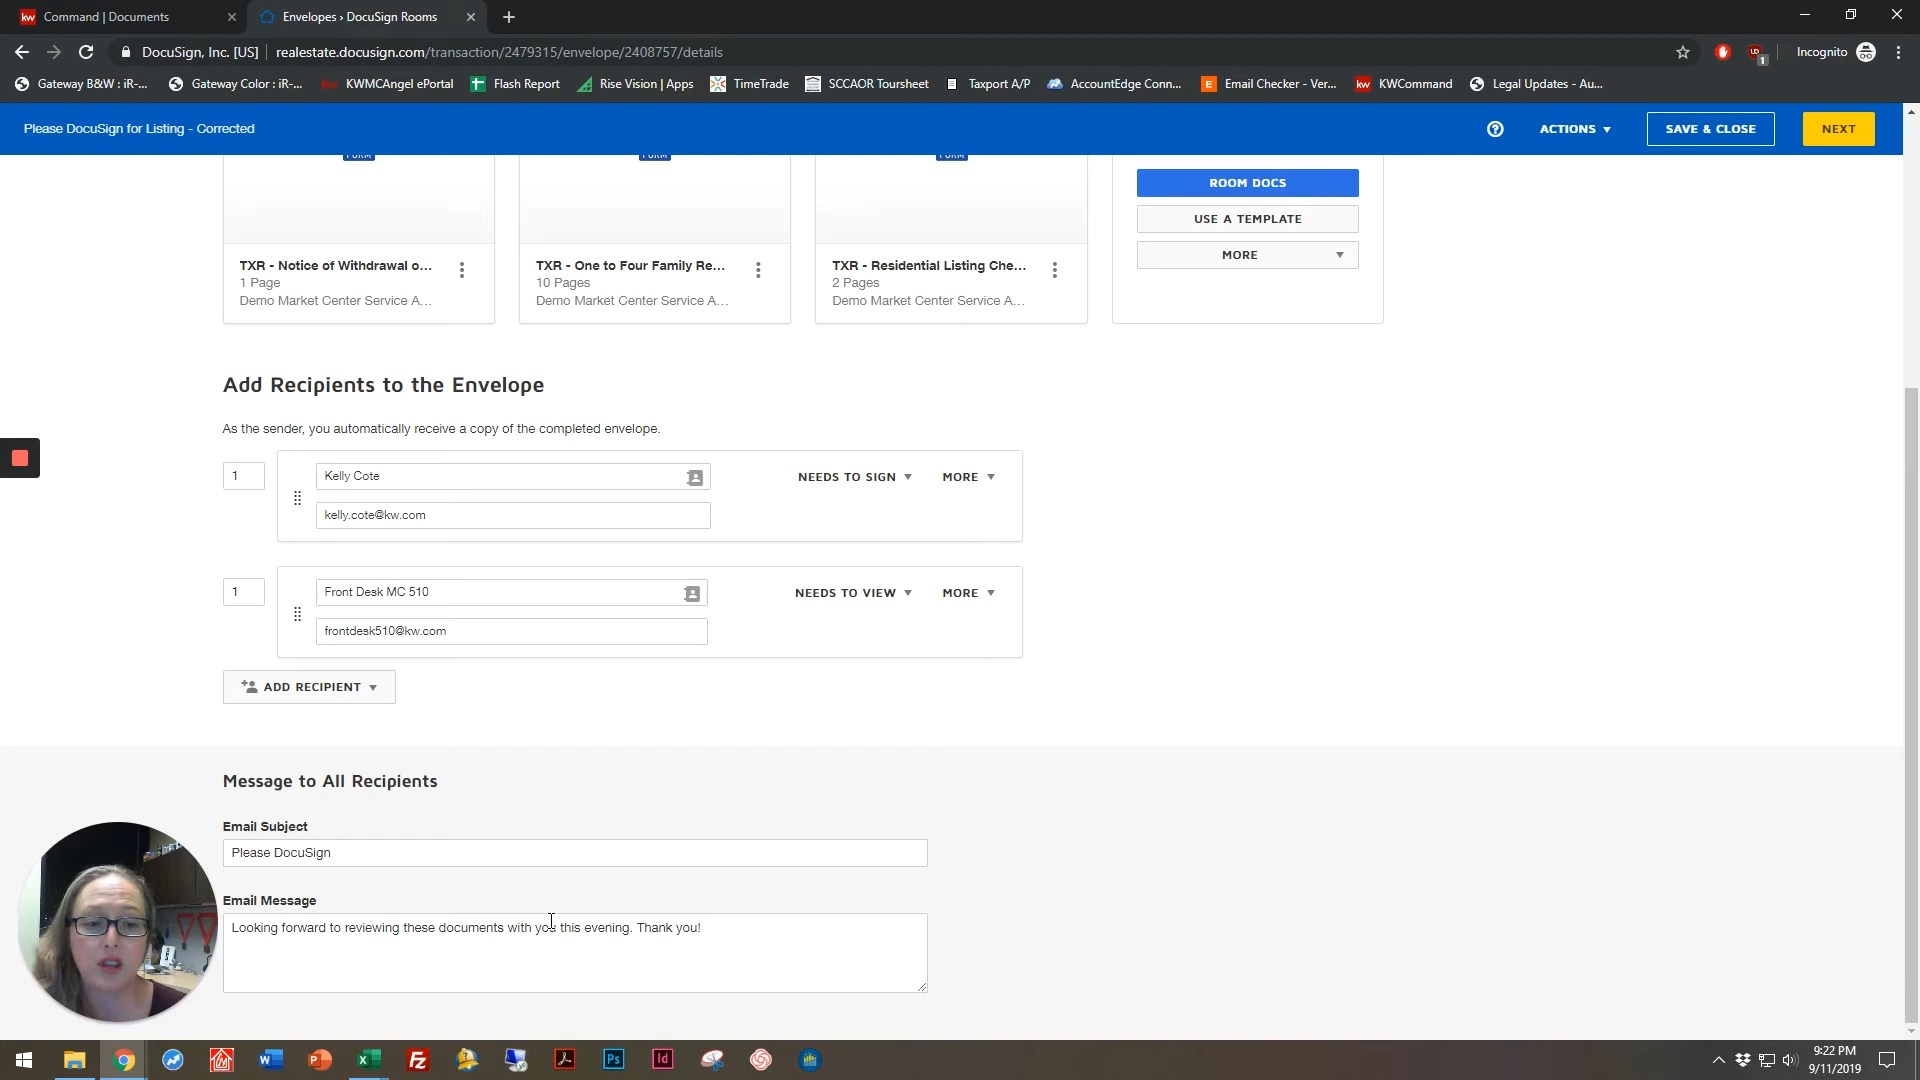 Command | Documents
Envelopes › DocuSign Rooms
DocuSign, Inc. [US]
realestate.docusign.com/transaction/2479315/envelope/2408757/details
Incognito
Gateway B&W : iR-...
Gateway Color : iR-...
KWMCAngel ePortal
Flash Report
Rise Vision | Apps
TimeTrade
SCCAOR Toursheet
Taxport A/P
AccountEdge Conn...
Email Checker - Ver...
KWCommand
Legal Updates - Au...
Please DocuSign for Listing - Corrected
ACTIONS
SAVE & CLOSE
NEXT
FORM
FORM
FORM
ROOM DOCS
USE A TEMPLATE
MORE
TXR - Notice of Withdrawal o...
1 Page
Demo Market Center Service A...
TXR - One to Four Family Re...
10 Pages
Demo Market Center Service A...
TXR - Residential Listing Che...
2 Pages
Demo Market Center Service A...
Add Recipients to the Envelope
As the sender, you automatically receive a copy of the completed envelope.
1
Kelly Cote
NEEDS TO SIGN
MORE
kelly.cote@kw.com
1
Front Desk MC 510
NEEDS TO VIEW
MORE
frontdesk510@kw.com
ADD RECIPIENT
Message to All Recipients
Email Subject
Please DocuSign
Email Message
Looking forward to reviewing these documents with you this evening. Thank you!
9:22 PM
9/11/2019